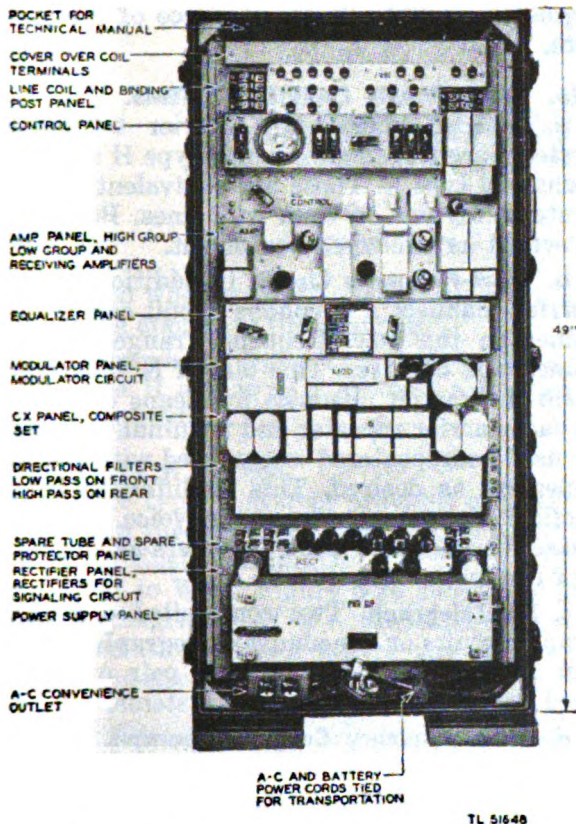 POCKET FOR
TECHNICAL MANUAL
COVER OVER COIL
TERMINALS
LINE COIL AND BINDING
POST PANEL
CONTROL PANEL
CONTROL
AMP PANEL, HIGH GROUP
LOW GROUP AND
RECEIVING AMPLIFIERS
AMP
EQUALIZER PANEL
49"
MODULATOR PANEL,
MODULATOR CIRCUIT
MOD
CX PANEL, COMPOSITE
SET
DIRECTIONAL FILTERS
LOW PASS ON FRONT
HIGH PASS ON REAR
SPARE TUBE AND SPARE
PROTECTOR PANEL
RECTIFIER PANEL,
RECTIFIERS FOR
SIGNALING CIRCUIT
RECT
POWER SUPPLY PANEL
A-C CONVENIENCE
OUTLET
A-C AND BATTERY
POWER CORDS TIED
FOR TRANSPORTATION
TL 51648